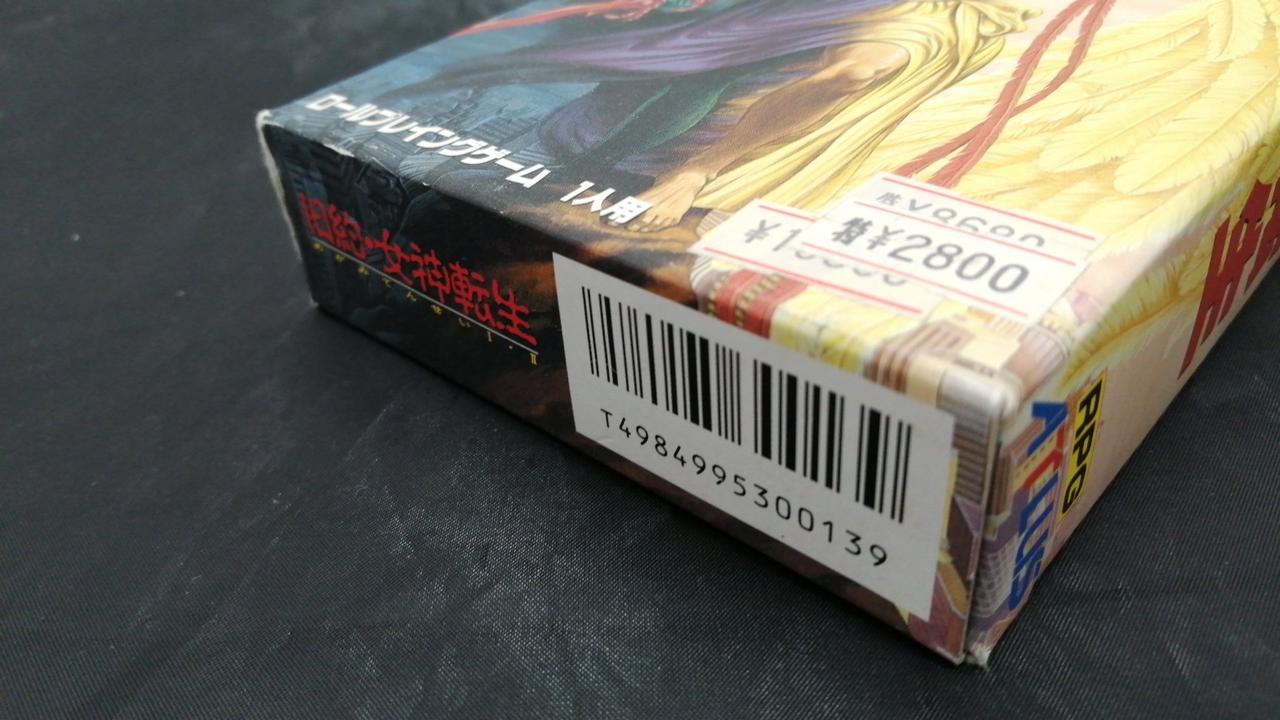 ロールプレイングゲーム 1人用
旧約・女神転生
めがみてんせいⅠ・Ⅱ
特¥2800
T4984995300139
RPG
ATLUS